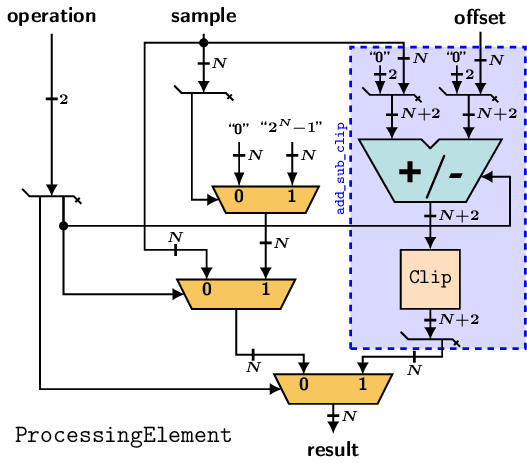 operation sample offset
N "0" N "0" N
2 2
2 N
N+2 N+2
"0" "2^N−1"
add_sub_clip
N N
+/-
0 1
N+2
N N
Clip
0 1
N+2
N N
0 1
N
ProcessingElement
result